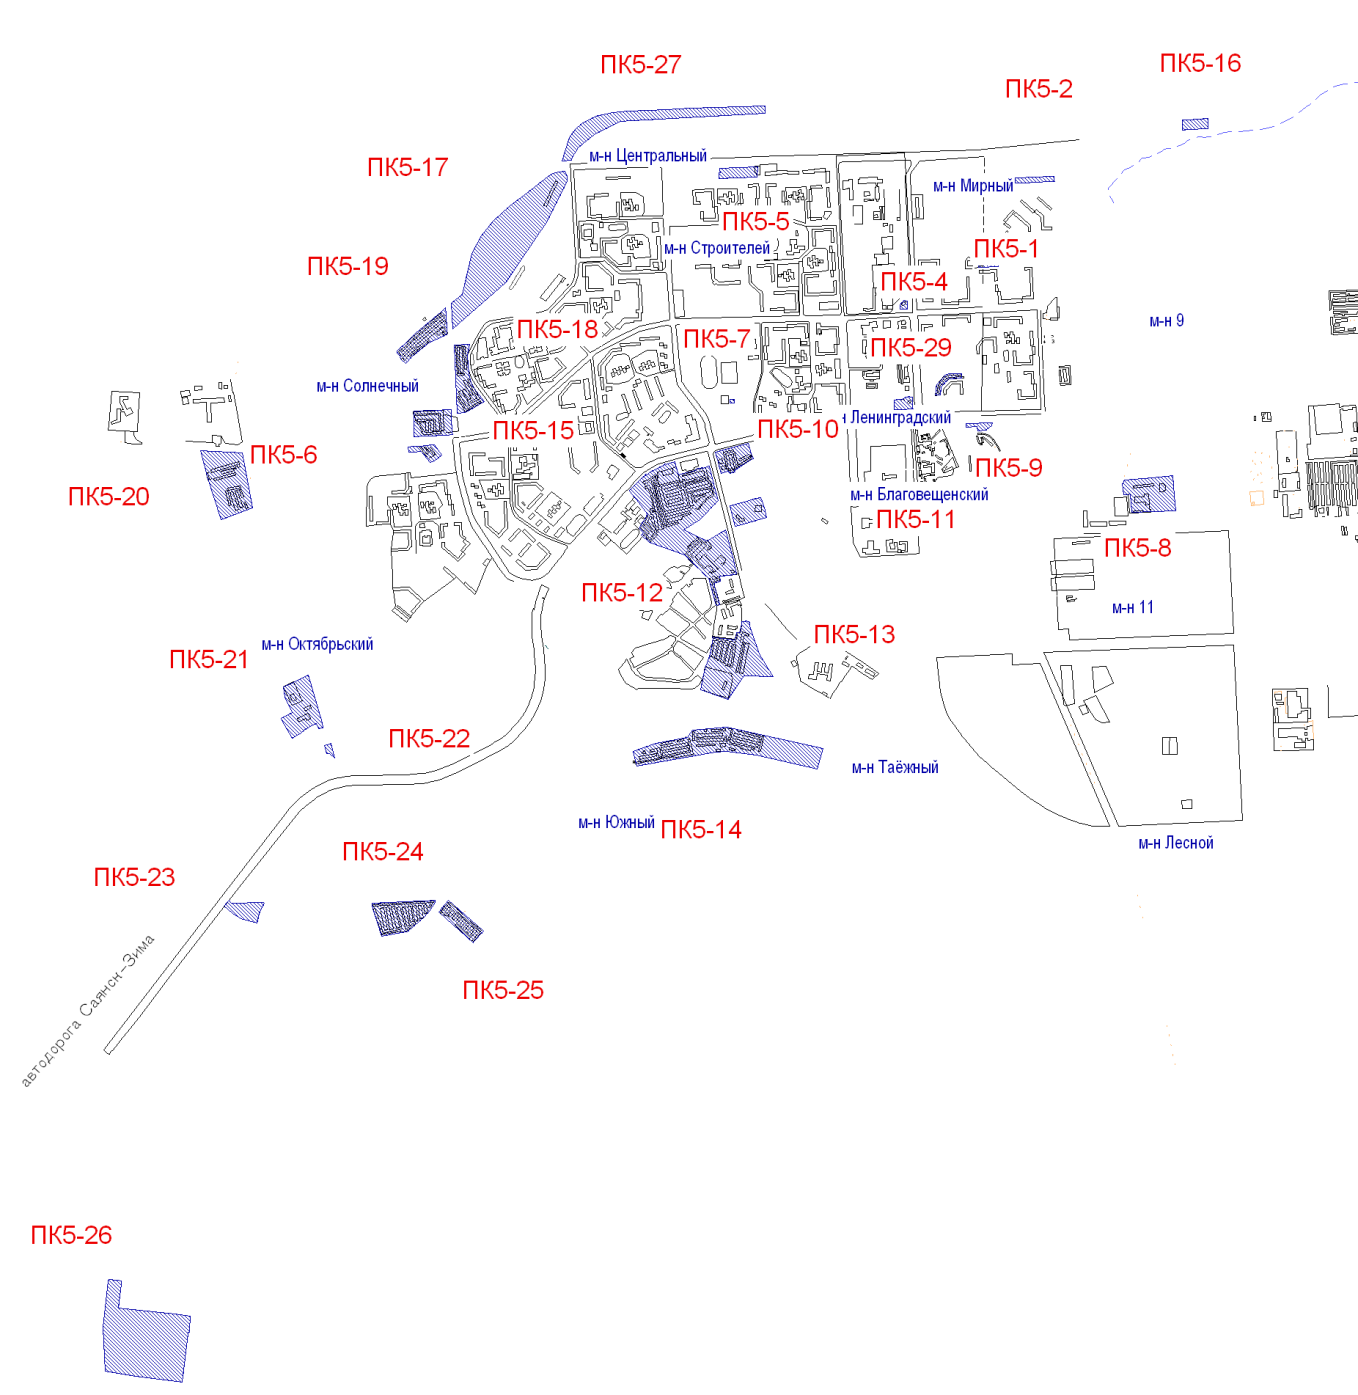 ПК5-27
ПК5-16
ПК5-2
м-н Центральный
ПК5-17
м-н Мирный
ПК5-5
м-н Строителей
ПК5-1
ПК5-19
ПК5-4
м-н 9
ПК5-18
ПК5-7
ПК5-29
м-н Солнечный
Ленинградский
ПК5-15
ПК5-10
ПК5-6
ПК5-9
ПК5-20
м-н Благовещенский
ПК5-11
ПК5-8
ПК5-12
м-н 11
ПК5-13
м-н Октябрьский
ПК5-21
ПК5-22
м-н Таёжный
м-н Южный
ПК5-14
м-н Лесной
ПК5-24
ПК5-23
автодорога Саянск-Зима
ПК5-25
ПК5-26